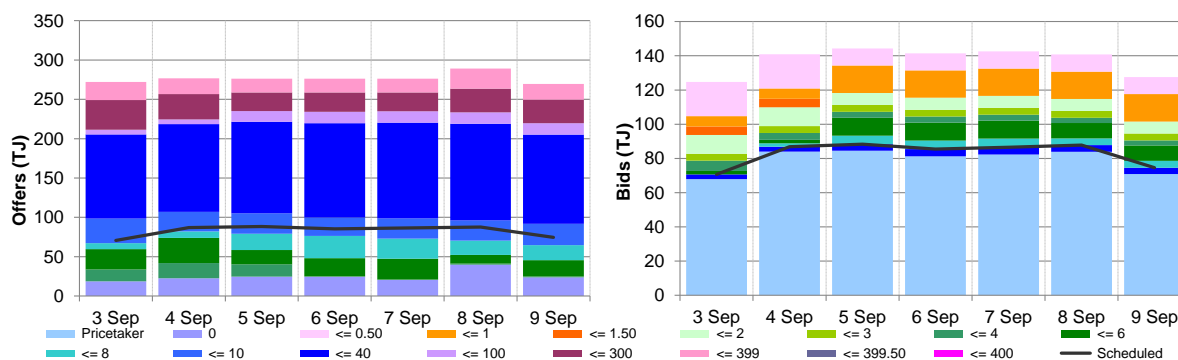 Offers (TJ)
350
300
250
200
150
100
50
0
3 Sep 4 Sep 5 Sep 6 Sep 7 Sep 8 Sep 9 Sep
Bids (TJ)
160
140
120
100
80
60
40
20
0
3 Sep 4 Sep 5 Sep 6 Sep 7 Sep 8 Sep 9 Sep
Pricetaker 0 <= 0.50 <= 1 <= 1.50 <= 2 <= 3 <= 4 <= 6
<= 8 <= 10 <= 40 <= 100 <= 300 <= 399 <= 399.50 <= 400 Scheduled